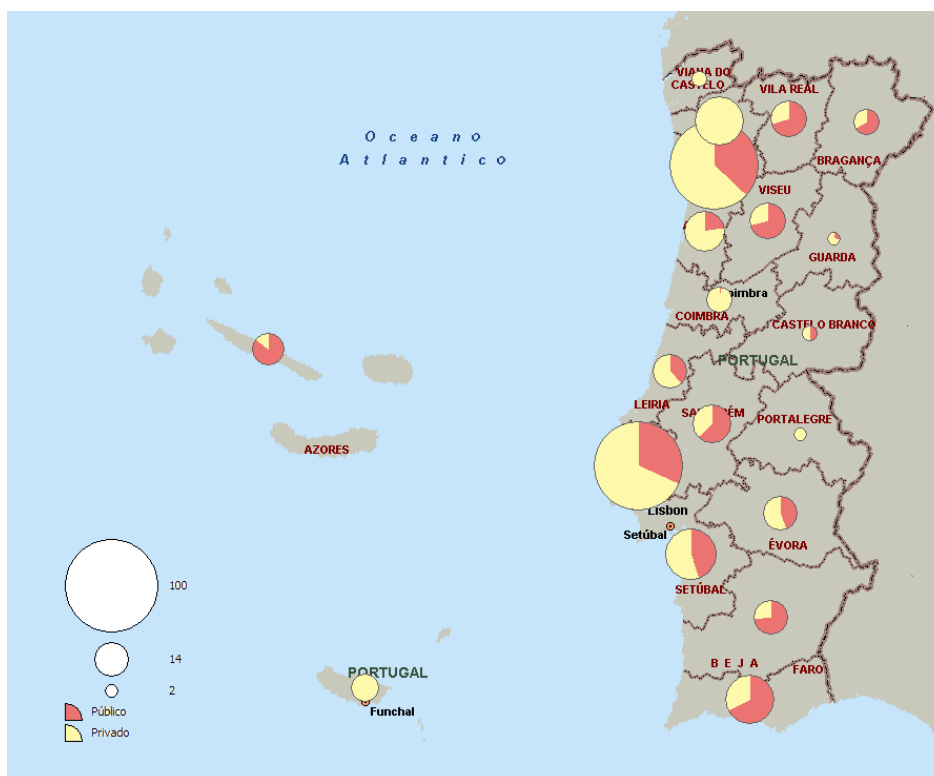 VIANA DO
CASTELO
VILA REAL
BRAGANÇA
Oceano
Atlantico
VISEU
GUARDA
COIMBRA
CASTELO BRANCO
PORTUGAL
LEIRIA
PORTALEGRE
AZORES
Lisbon
Setúbal
ÉVORA
SETÚBAL
100
14
2
PORTUGAL
BEJA
FARO
Público
Privado
Funchal